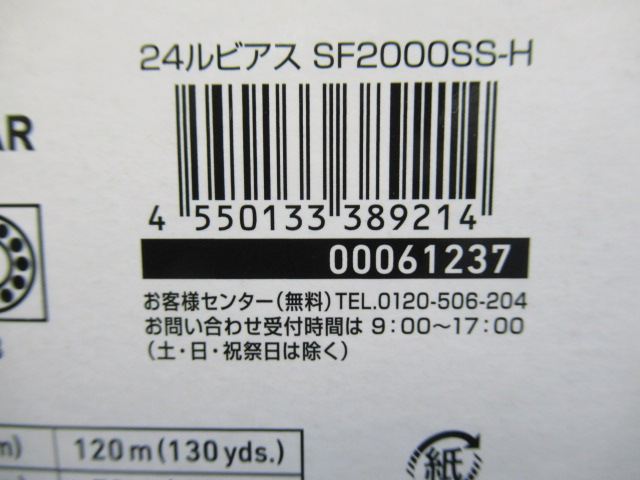 24ルビアス SF2000SS-H
AR
4 550133 389214
00061237
お客様センター(無料)TEL.0120-506-204
お問い合わせ受付時間は 9:00〜17:00
(土・日・祝祭日は除く)
m) 120m(130yds.)
紙